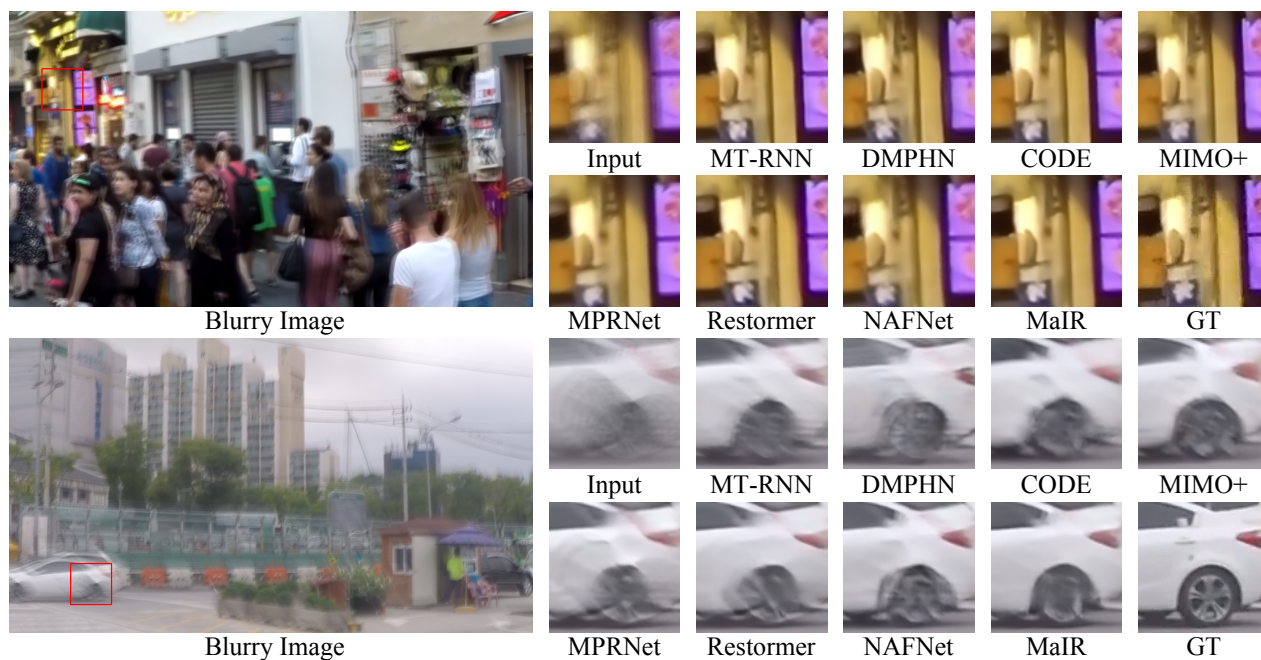 Input MT-RNN DMPHN CODE MIMO+
MPRNet Restormer NAFNet MaIR GT
Blurry Image
Input MT-RNN DMPHN CODE MIMO+
MPRNet Restormer NAFNet MaIR GT
Blurry Image